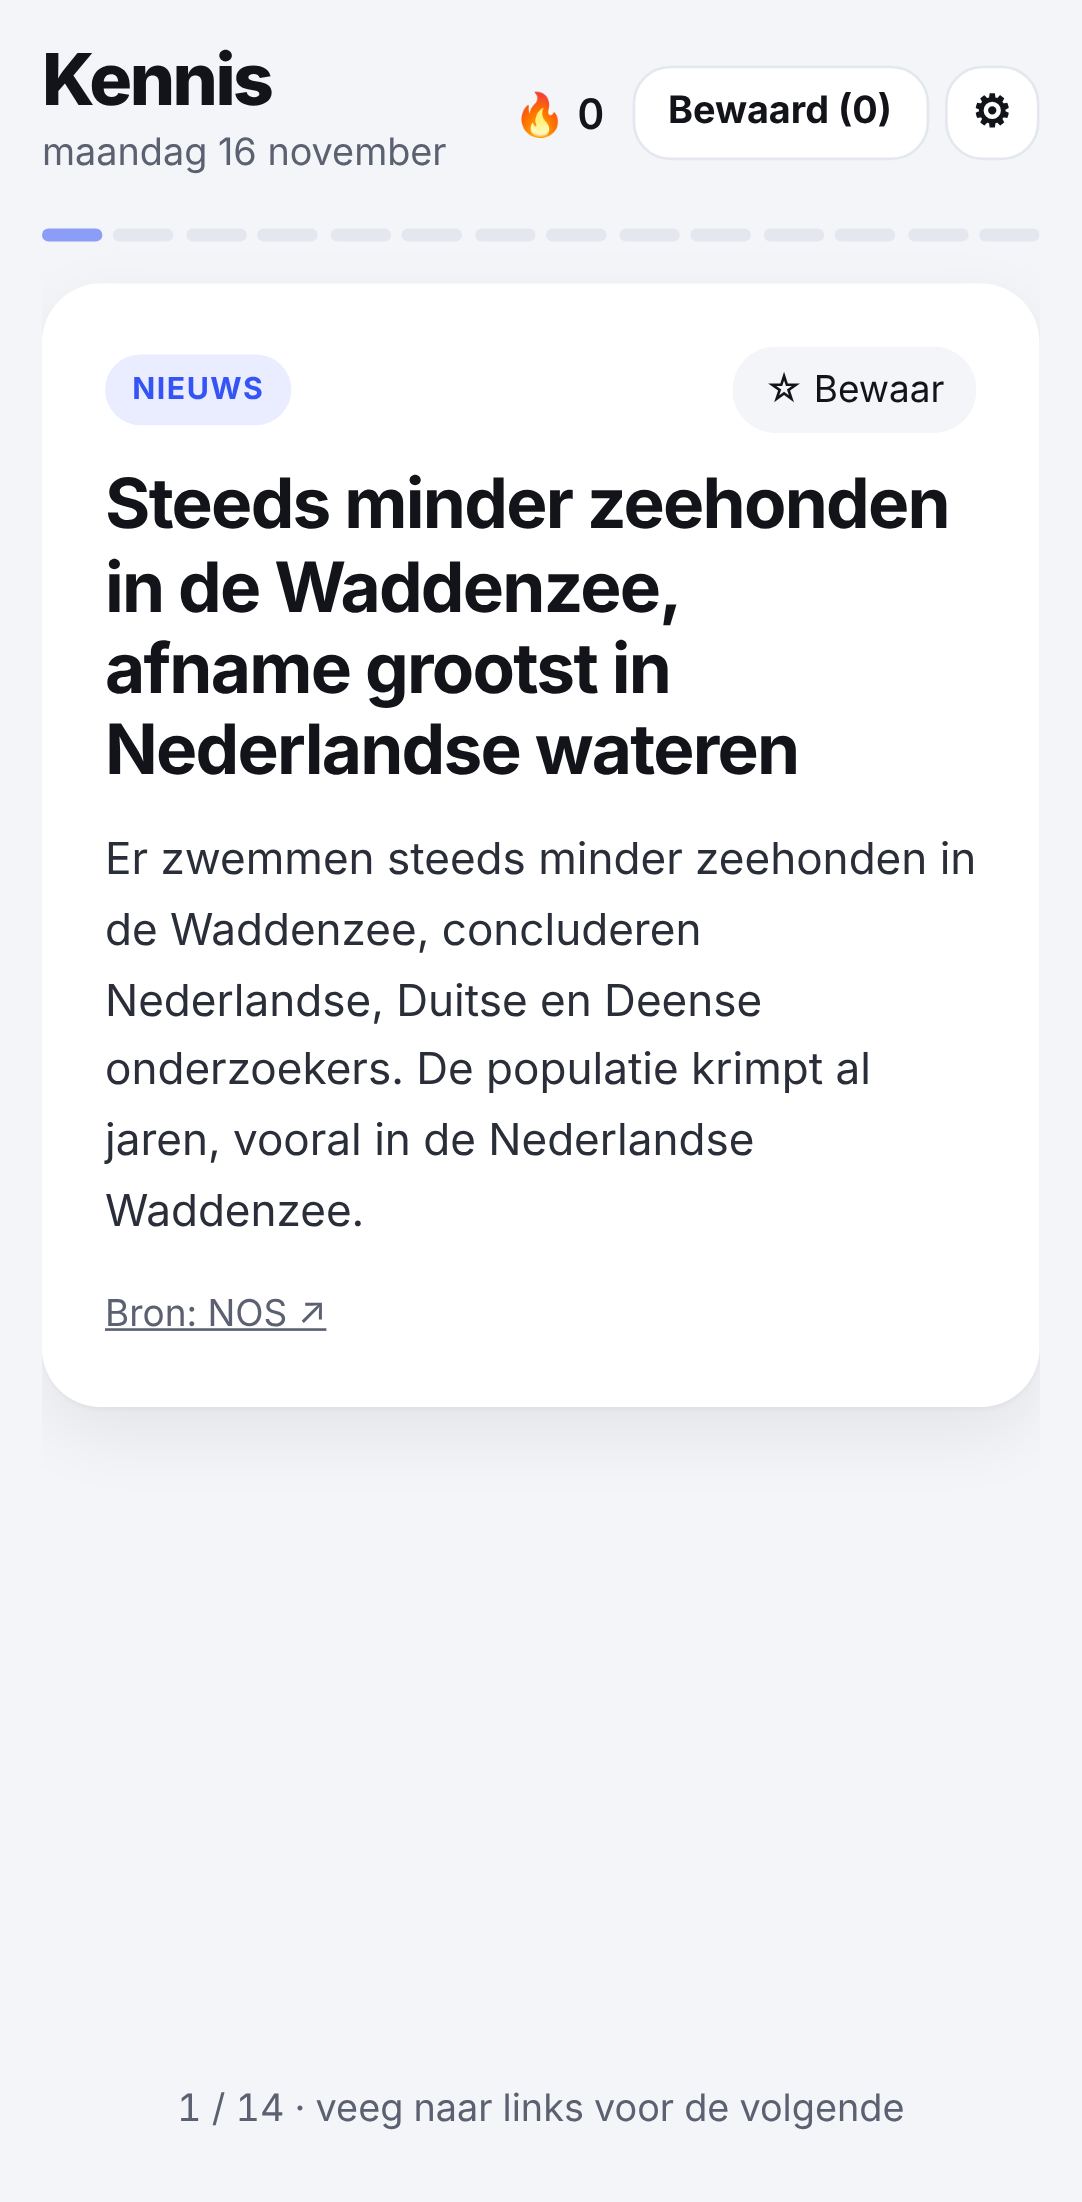 Kennis
maandag 16 november
🔥 0
Bewaard (0)
⚙
NIEUWS
☆ Bewaar
Steeds minder zeehonden
in de Waddenzee,
afname grootst in
Nederlandse wateren
Er zwemmen steeds minder zeehonden in
de Waddenzee, concluderen
Nederlandse, Duitse en Deense
onderzoekers. De populatie krimpt al
jaren, vooral in de Nederlandse
Waddenzee.
Bron: NOS ↗
1 / 14 · veeg naar links voor de volgende